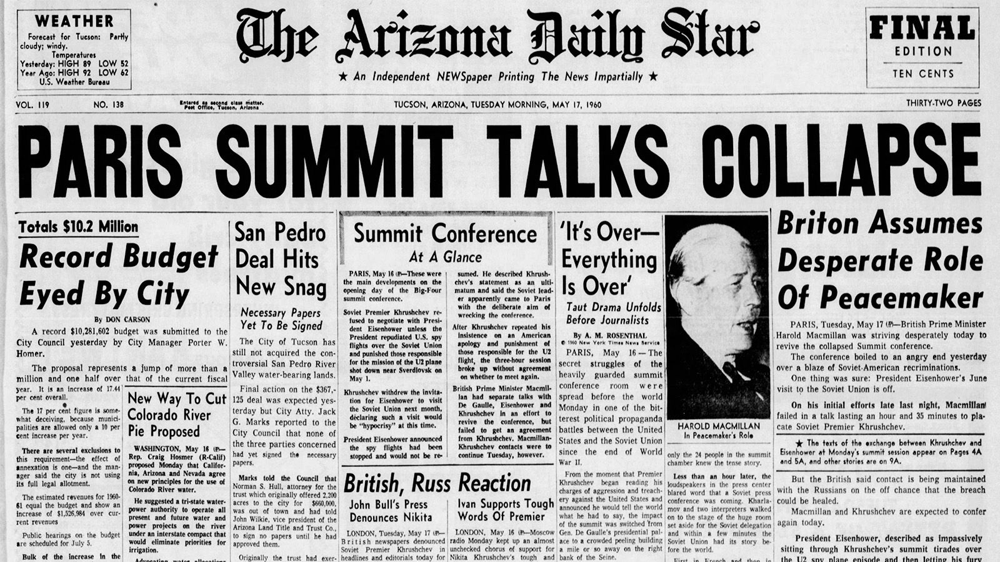 WEATHER
Forecast for Tucson: Partly
cloudy; windy.
Temperatures
Yesterday: HIGH 89 LOW 52
Year Ago: HIGH 92 LOW 62
U.S. Weather Bureau
The Arizona Daily Star
★ An Independent NEWSpaper Printing The News Impartially ★
FINAL
EDITION
TEN CENTS
VOL. 119 NO. 138
Entered as second class matter.
Post Office, Tucson, Arizona
TUCSON, ARIZONA, TUESDAY MORNING, MAY 17, 1960
THIRTY-TWO PAGES
PARIS SUMMIT TALKS COLLAPSE
Totals $10.2 Million
Record Budget
Eyed By City
By DON CARSON
A record $10,281,602 budget was submitted to the
City Council yesterday by City Manager Porter W.
Homer.
The proposal represents a jump of more than a
million and one half over that of the current fiscal
year. It is an increase of 17.44
per cent overall.
The 17 per cent figure is some-
what deceiving, because munici-
palities are allowed only a 10 per
cent increase per year.
There are several exclusions to
this requirement—the effect of
annexation is one—and the man-
ager said the city is not using
its full legal allotment.
The estimated revenues for 1960-
61 equal the budget and show an
increase of $1,526,984 over cur-
rent revenues
Public hearings on the budget
are scheduled for July 5.
Bulk of the increase in the
New Way To Cut
Colorado River
Pie Proposed
WASHINGTON, May 16 (AP)—
Rep. Craig Hosmer (R-Calif)
proposed Monday that Califor-
nia, Arizona and Nevada agree
on new principles for the use of
Colorado River water.
He suggested a tri-state water-
power authority to operate all
present and future water and
power projects on the river
under an interstate compact that
would eliminate priorities for
irrigation.
Advocating water allocations
San Pedro
Deal Hits
New Snag
Necessary Papers
Yet To Be Signed
The City of Tucson has
still not acquired the con-
troversial San Pedro River
Valley water-bearing lands.
Final action on the $367,-
125 deal was expected yes-
terday but City Atty. Jack
G. Marks reported to the
City Council that none of
the three parties concerned
had yet signed the necessary
papers.
Marks told the Council that
Norman S. Hull, attorney for the
trust which originally offered 2,200
acres to the city for $660,000,
was out of town and had told
John Wilkie, vice president of the
Arizona Land Title and Trust Co.,
to sign no papers until he had
approved them.
Originally the trust had exer-
Summit Conference
At A Glance
PARIS, May 16 (AP)—These were
the main developments on the
opening day of the Big-Four
summit conference.
Soviet Premier Khrushchev re-
fused to negotiate with Presi-
dent Eisenhower unless the
President repudiated U.S. spy
flights over the Soviet Union
and punished those responsible
for the mission of the U2 plane
shot down near Sverdlovsk on
May 1.
Khrushchev withdrew the invita-
tion for Eisenhower to visit
the Soviet Union next month,
declaring such a visit would
be "hypocrisy" at this time.
President Eisenhower announced
the spy flights had been
stopped and would not be re-
sumed. He described Khrush-
chev's statement as an ulti-
matum and said the Soviet lead-
er apparently came to Paris
with the deliberate aim of
wrecking the conference.
After Khrushchev repeated his
insistence on an American
apology and punishment of
those responsible for the U2
flight, the three-hour session
broke up without agreement
on whether to meet again.
British Prime Minister Macmil-
lan had separate talks with
De Gaulle, Eisenhower and
Khrushchev in an effort to
revive the conference, but
failed to get an agreement
from Khrushchev. Macmillan-
Khrushchev contacts were to
continue Tuesday, however.
British, Russ Reaction
John Bull's Press
Denounces Nikita
LONDON, Tuesday, May 17 (AP)—
British newspapers denounced
Soviet Premier Khrushchev in
headlines and editorials today for
Ivan Supports Tough
Words Of Premier
LONDON, May 16 (AP)—Moscow
radio Monday kept up an almost
unchecked chorus of support for
Nikita Khrushchev's tough and
'It's Over—
Everything
Is Over'
Taut Drama Unfolds
Before Journalists
By A. M. ROSENTHAL
© 1960 New York Times News Service
PARIS, May 16 — The
secret struggles of the
heavily guarded summit
conference room were
spread before the world
Monday in one of the bit-
terest political propaganda
battles between the United
States and the Soviet Union
since the end of World
War II.
From the moment that Premier
Khrushchev began reading his
charges of aggression and treach-
ery against the United States and
announced he would tell the world
what he had to say, the impact
of the summit was switched from
Gen. De Gaulle's presidential pal-
ace to a crowded peeling building
a mile or so away on the right
bank of the Seine.
HAROLD MACMILLAN
In Peacemaker's Role
only the 24 people in the summit
chamber knew the tense story.
Less than an hour later, the
loudspeakers in the press center
blared word that a Soviet press
conference was coming. Kharla-
mov and two interpreters walked
on to the stage of the huge room
set aside for the Soviet delegation
and within a few minutes the
Soviet Union had its story be-
fore the world.
First in French and then in
Briton Assumes
Desperate Role
Of Peacemaker
PARIS, Tuesday, May 17 (AP)—British Prime Minister
Harold Macmillan was striving desperately today to
revive the collapsed Summit conference.
The conference boiled to an angry end yesterday
over a blaze of Soviet-American recriminations.
One thing was sure: President Eisenhower's June
visit to the Soviet Union is off.
On his initial efforts late last night, Macmillan
failed in a talk lasting an hour and 35 minutes to pla-
cate Soviet Premier Khrushchev.
★ The texts of the exchange between Khrushchev and
Eisenhower at Monday's summit session appear on Pages 4A
and 5A, and other stories are on 9A.
But the British said contact is being maintained
with the Russians on the off chance that the breach
could be healed.
Macmillan and Khrushchev are expected to confer
again today.
President Eisenhower, described as impassively
sitting through Khrushchev's summit tirades over
the U2 spy plane episode and then letting his fury